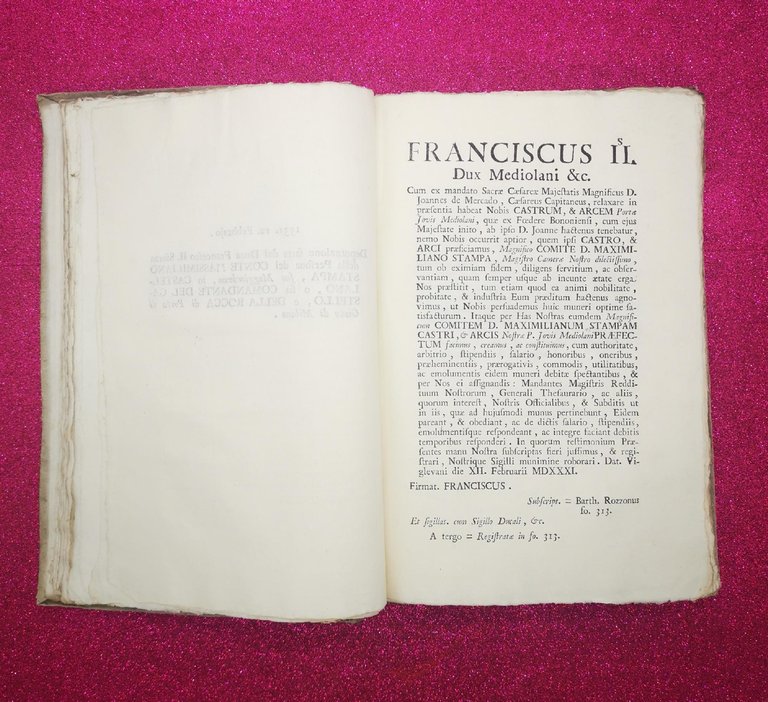 FRANCISCUS IIˢ.
Dux Mediolani &c.
Cum ex mandato Sacræ Cæsareæ Majestatis Magnificus D.
Joannes de Mercado, Cæsareus Capitaneus, relaxare in
præsentia habeat Nobis CASTRUM, & ARCEM Portæ
Jovis Mediolani, quæ ex Fœdere Bononiensi, cum ejus
Majestate inito, ab ipso D. Joanne hactenus tenebatur,
nemo Nobis occurrit aptior, quem ipsi CASTRO, &
ARCI præficiamus, Magnifico COMITE D. MAXIMI-
LIANO STAMPA, Magistro Cameræ Nostro dilectissimo,
tum ob eximiam fidem, diligens servitium, ac obser-
vantiam, quam semper usque ab ineunte ætate erga.
Nos præstitit, tum etiam quod ea animi nobilitate,
probitate, & industria Eum præditum hactenus agno-
vimus, ut Nobis persuademus huic muneri optime sa-
tisfacturum. Itaque per Has Nostras eumdem Magnifi-
cum COMITEM D. MAXIMILIANUM STAMPAM
CASTRI, & ARCIS Nostræ P. Jovis Mediolani PRÆFEC-
TUM facimus, creamus, ac constituimus, cum authoritate,
arbitrio, stipendiis, salario, honoribus, oneribus,
præheminentiis, prærogativis, commodis, utilitatibus,
ac emolumentis eidem muneri debitæ spectantibus, &
per Nos ei assignandis: Mandantes Magistris Reddi-
tuum Nostrorum, Generali Thesaurario, ac aliis,
quorum interest, Nostris Officialibus, & Subditis ut
in iis, quæ ad hujusmodi munus pertinebunt, Eidem
pareant, & obediant, ac de dictis salario, stipendiis,
emolumentisque respondeant, ac integre faciant debitis
temporibus responderi. In quorum testimonium Præ-
sentes manu Nostra subscriptas fieri jussimus, & regi-
strari, Nostrique Sigilli munimine roborari. Dat. Vi-
glevani die XII. Februarii MDXXXI.
Firmat. FRANCISCUS.
Subscript. = Barth. Rozzonus
fo. 313.
Et sigillat. cum Sigillo Ducali, &c.
A tergo = Registratæ in fo. 313.